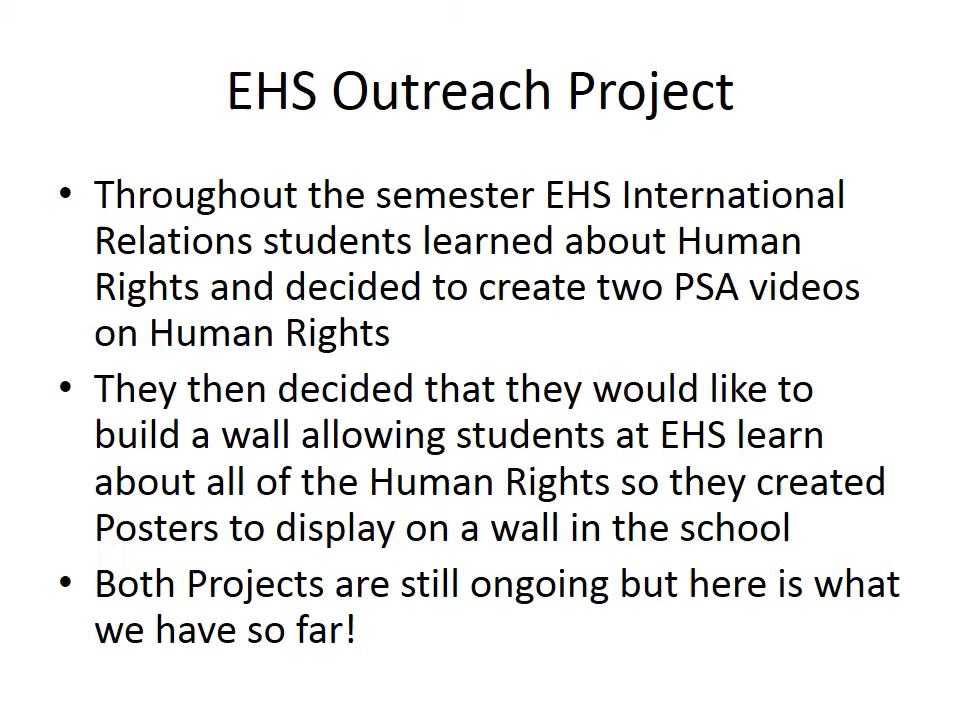 EHS Outreach Project
• Throughout the semester EHS International
Relations students learned about Human
Rights and decided to create two PSA videos
on Human Rights
• They then decided that they would like to
build a wall allowing students at EHS learn
about all of the Human Rights so they created
Posters to display on a wall in the school
• Both Projects are still ongoing but here is what
we have so far!